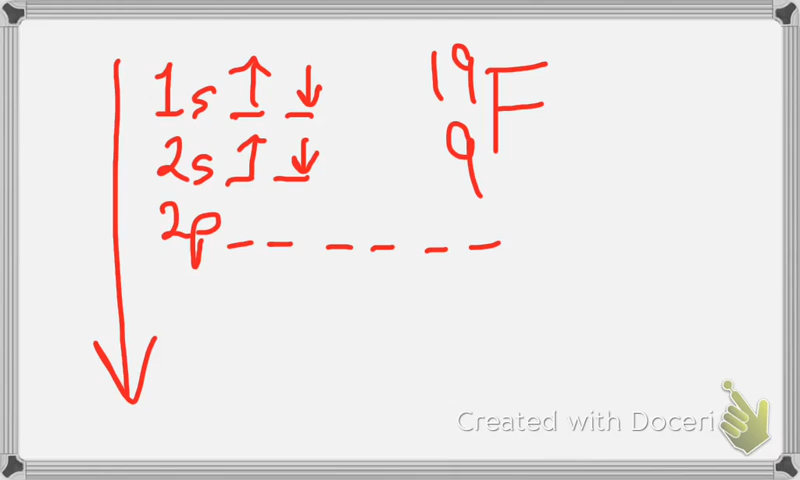 1s ↑ ↓
2s ↑ ↓
2p _ _ _ _ _ _
19
9 F
Created with Doceri